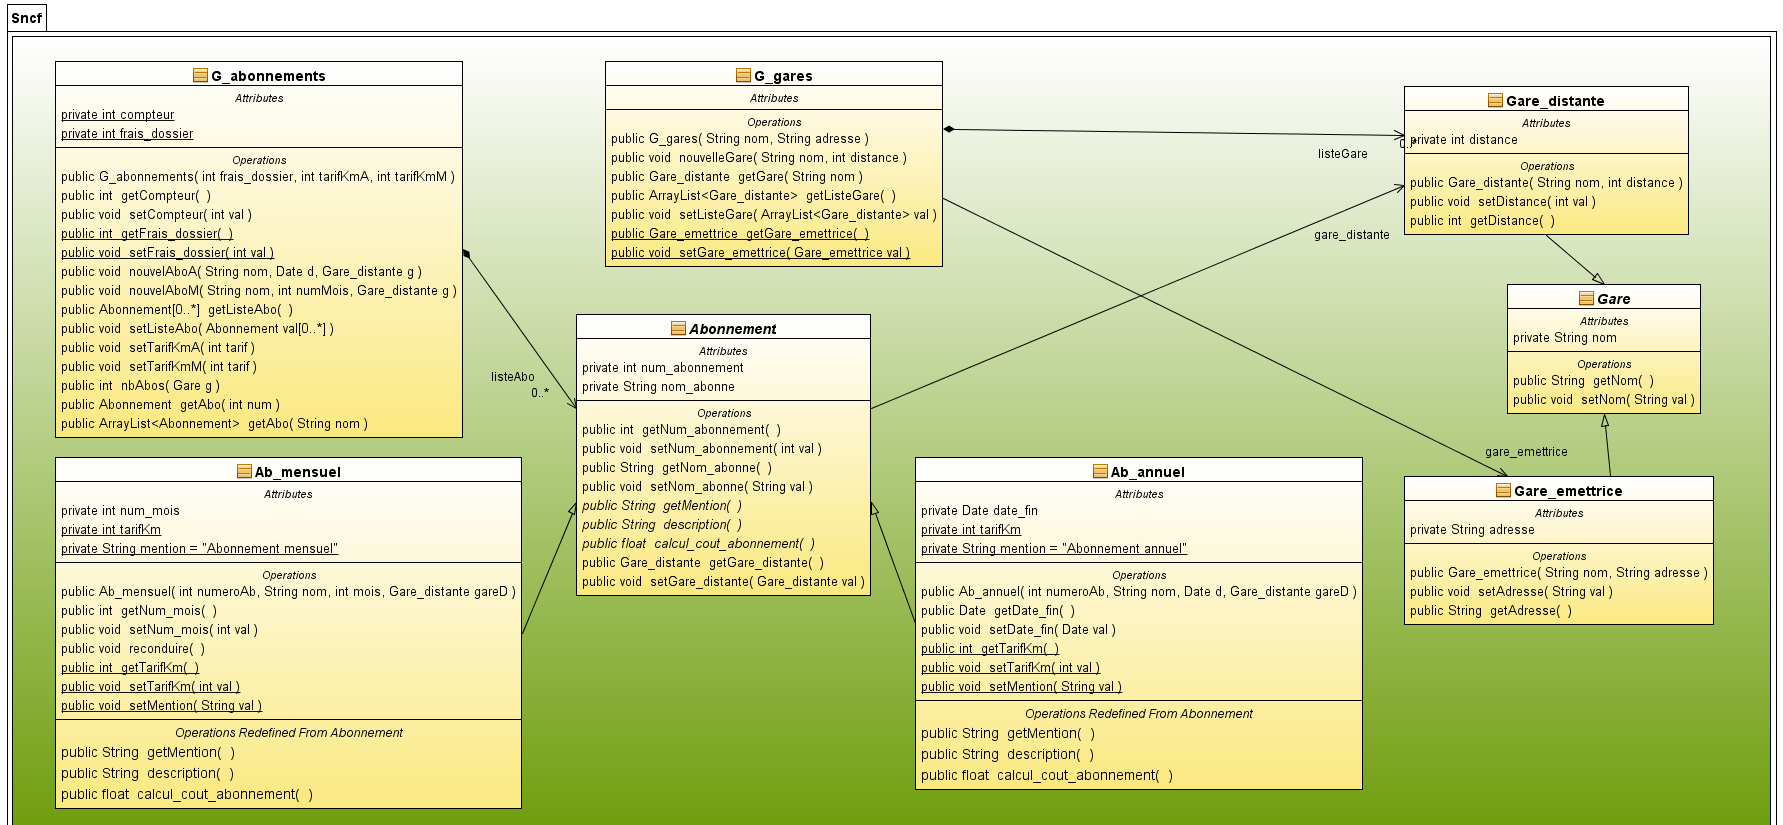 Sncf
G_abonnements
Attributes
private int compteur
private int frais_dossier
Operations
public G_abonnements( int frais_dossier, int tarifKmA, int tarifKmM )
public int getCompteur( )
public void setCompteur( int val )
public int getFrais_dossier( )
public void setFrais_dossier( int val )
public void nouvelAboA( String nom, Date d, Gare_distante g )
public void nouvelAboM( String nom, int numMois, Gare_distante g )
public Abonnement[0..*] getListeAbo( )
public void setListeAbo( Abonnement val[0..*] )
public void setTarifKmA( int tarif )
public void setTarifKmM( int tarif )
public int nbAbos( Gare g )
public Abonnement getAbo( int num )
public ArrayList<Abonnement> getAbo( String nom )
G_gares
Attributes
Operations
public G_gares( String nom, String adresse )
public void nouvelleGare( String nom, int distance )
public Gare_distante getGare( String nom )
public ArrayList<Gare_distante> getListeGare( )
public void setListeGare( ArrayList<Gare_distante> val )
public Gare_emettrice getGare_emettrice( )
public void setGare_emettrice( Gare_emettrice val )
listeGare
0..*
gare_distante
gare_emettrice
listeAbo
0..*
Gare_distante
Attributes
private int distance
Operations
public Gare_distante( String nom, int distance )
public void setDistance( int val )
public int getDistance( )
Gare
Attributes
private String nom
Operations
public String getNom( )
public void setNom( String val )
Abonnement
Attributes
private int num_abonnement
private String nom_abonne
Operations
public int getNum_abonnement( )
public void setNum_abonnement( int val )
public String getNom_abonne( )
public void setNom_abonne( String val )
public String getMention( )
public String description( )
public float calcul_cout_abonnement( )
public Gare_distante getGare_distante( )
public void setGare_distante( Gare_distante val )
Ab_mensuel
Attributes
private int num_mois
private int tarifKm
private String mention = "Abonnement mensuel"
Operations
public Ab_mensuel( int numeroAb, String nom, int mois, Gare_distante gareD )
public int getNum_mois( )
public void setNum_mois( int val )
public void reconduire( )
public int getTarifKm( )
public void setTarifKm( int val )
public void setMention( String val )
Operations Redefined From Abonnement
public String getMention( )
public String description( )
public float calcul_cout_abonnement( )
Ab_annuel
Attributes
private Date date_fin
private int tarifKm
private String mention = "Abonnement annuel"
Operations
public Ab_annuel( int numeroAb, String nom, Date d, Gare_distante gareD )
public Date getDate_fin( )
public void setDate_fin( Date val )
public int getTarifKm( )
public void setTarifKm( int val )
public void setMention( String val )
Operations Redefined From Abonnement
public String getMention( )
public String description( )
public float calcul_cout_abonnement( )
Gare_emettrice
Attributes
private String adresse
Operations
public Gare_emettrice( String nom, String adresse )
public void setAdresse( String val )
public String getAdresse( )